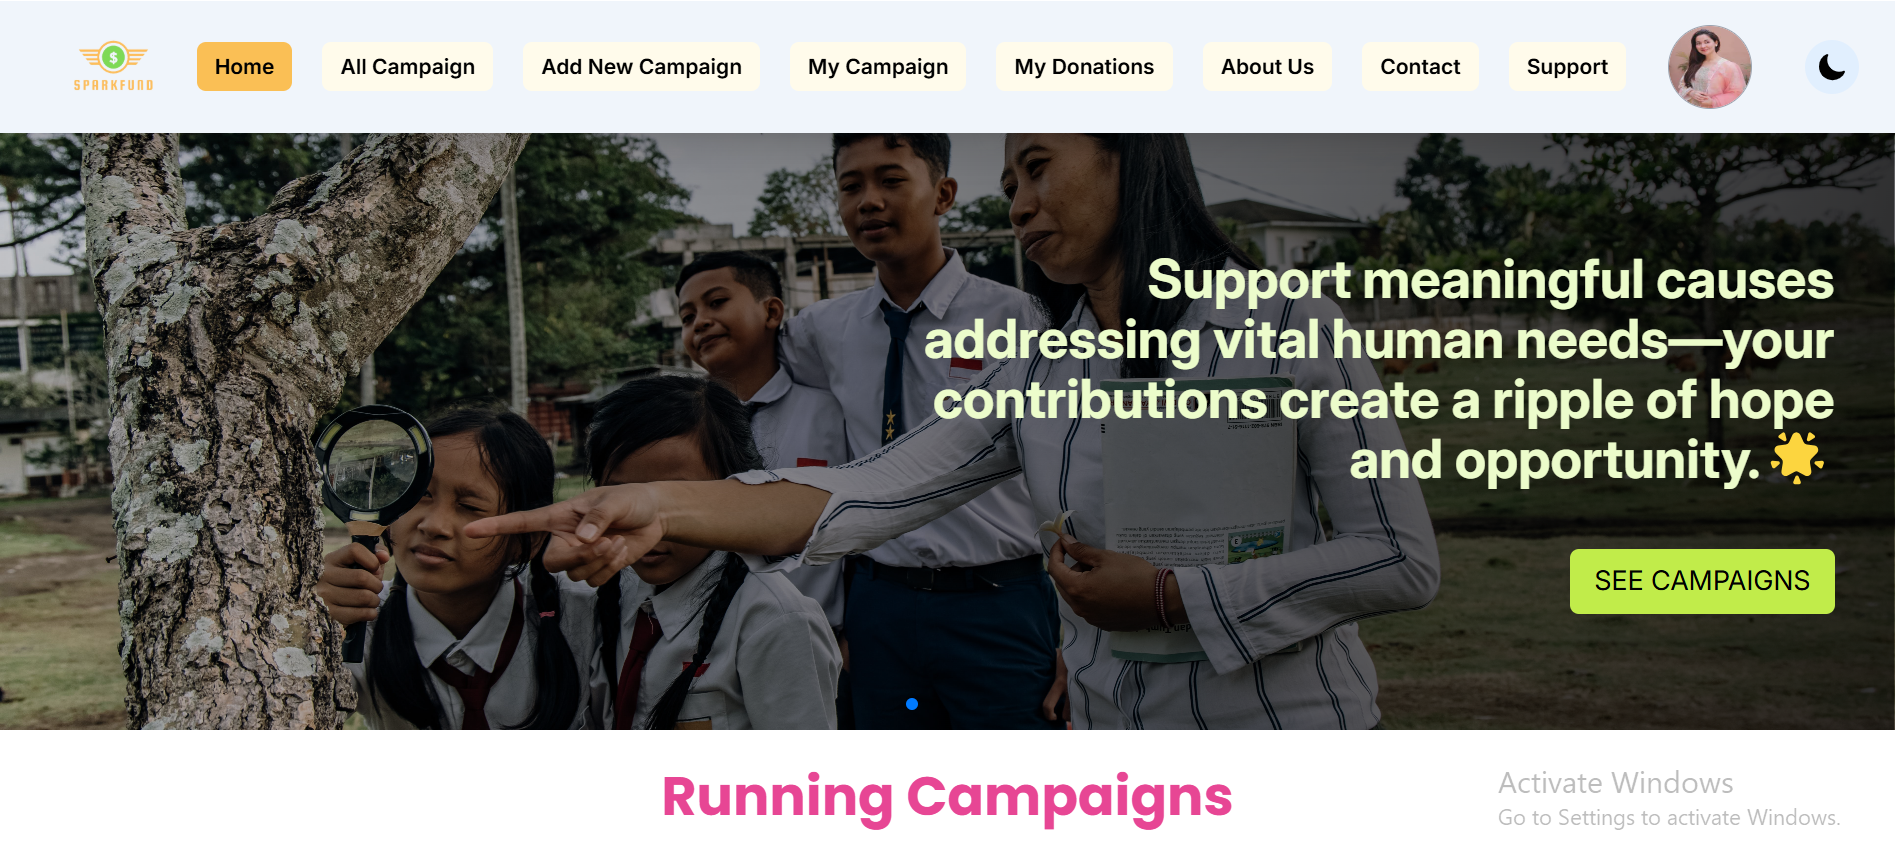 SPARKFUND
Home
All Campaign
Add New Campaign
My Campaign
My Donations
About Us
Contact
Support
Support meaningful causes
addressing vital human needs—your
contributions create a ripple of hope
and opportunity. 🌟
SEE CAMPAIGNS
Running Campaigns
Activate Windows
Go to Settings to activate Windows.